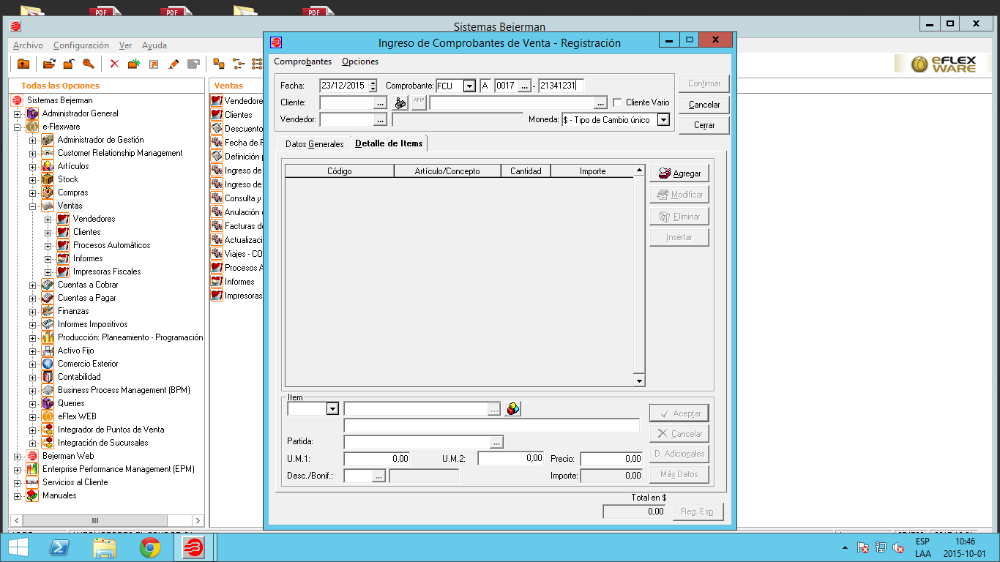 PDF PDF PDF
Sistemas Bejerman
Archivo Configuración Ver Ayuda
eFLEX WARE
Todas las Opciones
Sistemas Bejerman
Administrador General
e-Flexware
Administrador de Gestión
Customer Relationship Management
Artículos
Stock
Compras
Ventas
Vendedores
Clientes
Procesos Automáticos
Informes
Impresoras Fiscales
Cuentas a Cobrar
Cuentas a Pagar
Finanzas
Informes Impositivos
Producción: Planeamiento - Programación
Activo Fijo
Comercio Exterior
Contabilidad
Business Process Management (BPM)
Queries
eFlex WEB
Integrador de Puntos de Venta
Integración de Sucursales
Bejerman Web
Enterprise Performance Management (EPM)
Servicios al Cliente
Manuales
Ventas
Vendedore
Clientes
Descuento
Fecha de F
Definición p
Ingreso de
Ingreso de
Consulta y
Anulación
Facturas d
Actualizaci
Viajes - CO
Procesos A
Informes
Impresoras
Ingreso de Comprobantes de Venta - Registración
Comprobantes Opciones
Fecha: 23/12/2015 Comprobante: FCU A 0017 ... - 21341231
Cliente: ... AFIP ... Cliente Vario
Vendedor: ... Moneda: $ - Tipo de Cambio único
Confirmar
Cancelar
Cerrar
Datos Generales Detalle de Items
Código Artículo/Concepto Cantidad Importe
Agregar
Modificar
Eliminar
Insertar
Item
...
Partida: ...
U.M.1: 0,00 U.M.2: 0,00 Precio: 0,00
Desc./Bonif.: ... Importe: 0,00
Aceptar
Cancelar
D. Adicionales
Más Datos
Total en $
0,00 Reg. Esp.
ESP 10:46
LAA 2015-10-01